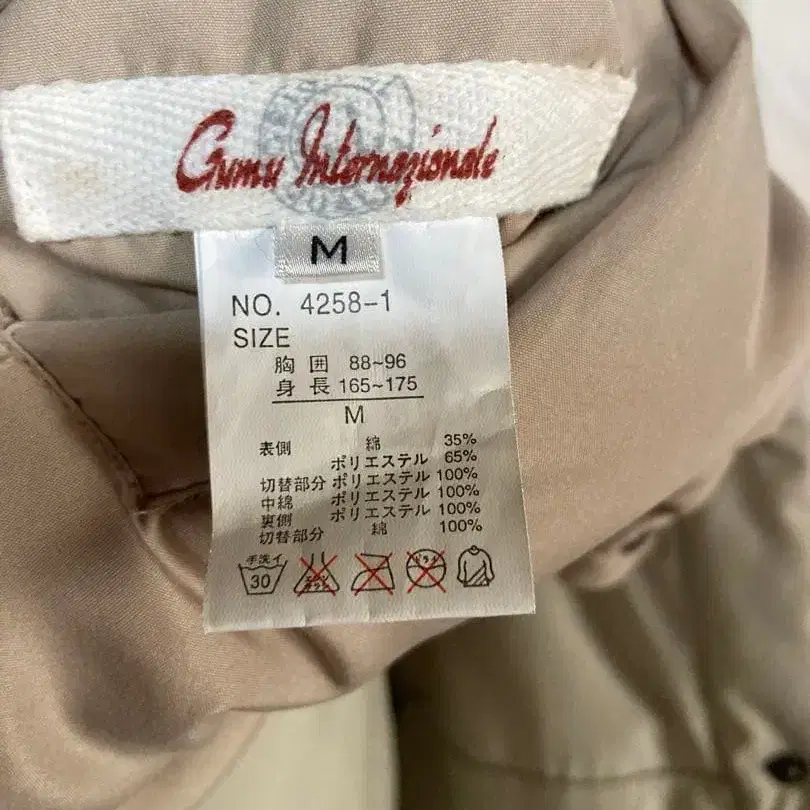 Internazionale
M
NO. 4258-1
SIZE
胸囲 88~96
身長 165~175
M
表側 綿 35%
ポリエステル 65%
切替部分 ポリエステル 100%
中綿 ポリエステル 100%
裏側 ポリエステル 100%
切替部分 綿 100%
手洗イ
30